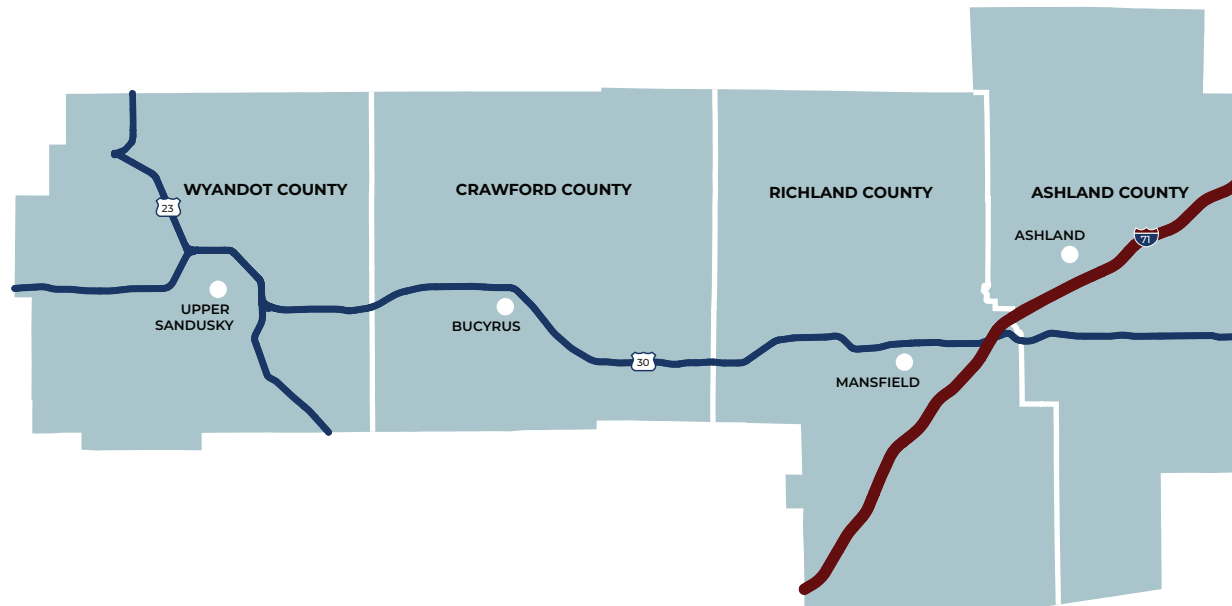 WYANDOT COUNTY
CRAWFORD COUNTY
RICHLAND COUNTY
ASHLAND COUNTY
23
71
ASHLAND
UPPER
SANDUSKY
BUCYRUS
30
MANSFIELD